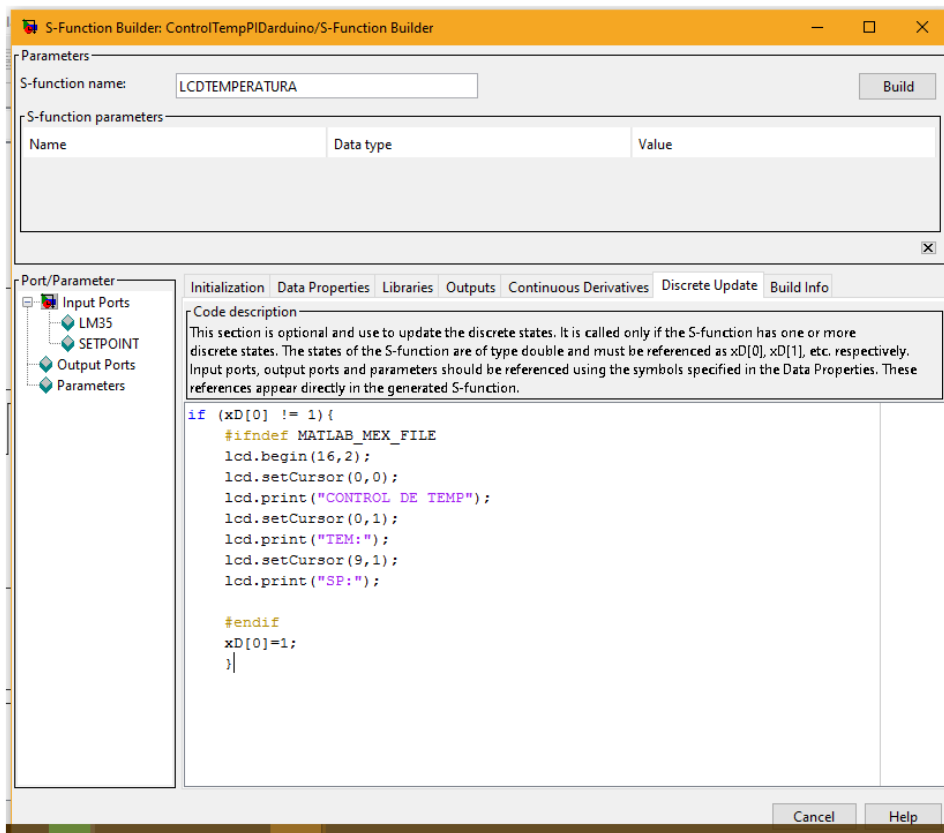 S-Function Builder: ControlTempPIDarduino/S-Function Builder
Parameters
S-function name:
LCDTEMPERATURA
Build
S-function parameters
Name
Data type
Value
Port/Parameter
Input Ports
LM35
SETPOINT
Output Ports
Parameters
Initialization
Data Properties
Libraries
Outputs
Continuous Derivatives
Discrete Update
Build Info
Code description
This section is optional and use to update the discrete states. It is called only if the S-function has one or more
discrete states. The states of the S-function are of type double and must be referenced as xD[0], xD[1], etc. respectively.
Input ports, output ports and parameters should be referenced using the symbols specified in the Data Properties. These
references appear directly in the generated S-function.
if (xD[0] != 1){
#ifndef MATLAB_MEX_FILE
lcd.begin(16,2);
lcd.setCursor(0,0);
lcd.print("CONTROL DE TEMP");
lcd.setCursor(0,1);
lcd.print("TEM:");
lcd.setCursor(9,1);
lcd.print("SP:");
#endif
xD[0]=1;
}
Cancel
Help